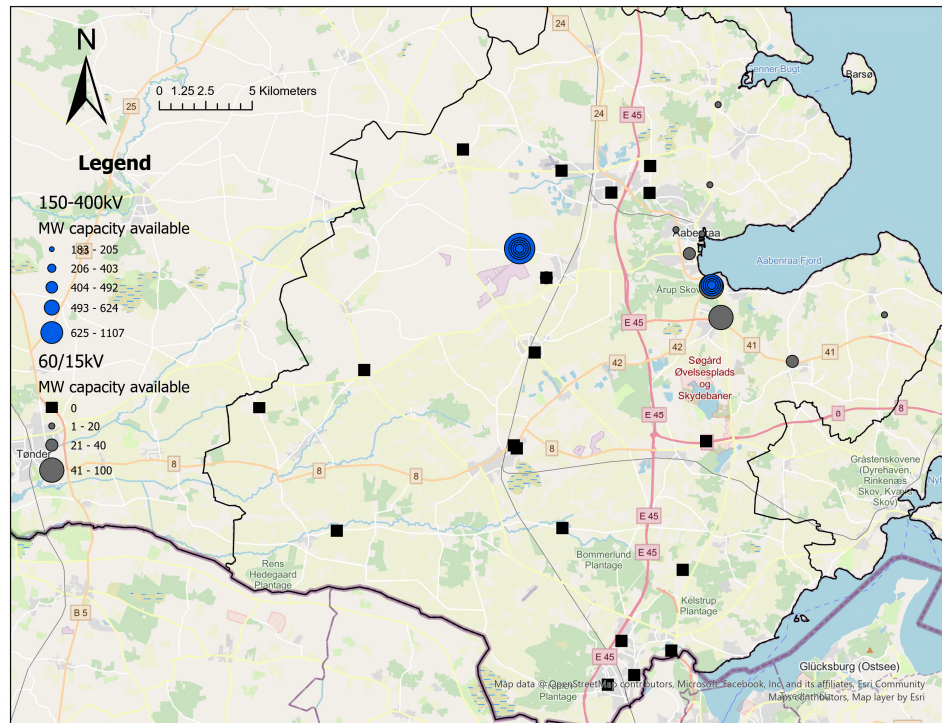 N
0 1.25 2.5 5 Kilometers
Legend
150-400kV
MW capacity available
183 - 205
206 - 403
404 - 492
493 - 624
625 - 1107
60/15kV
MW capacity available
0
1 - 20
21 - 40
41 - 100
24
25
E 45
24
Genner Bugt
Barsø
Aabenraa
Aabenraa Fjord
Årup Skov
E 45
42
41
41
42
Søgård
Øvelsesplads
og
Skydebaner
E 45
8
8
Tønder
8
8
8
Gråstenskovene
(Dyrehaven,
Rinkenæs
Skov, Kvæ
Skov)
E 45
Bommerlund
Plantage
Rens
Hedegaard
Plantage
B 5
Kelstrup
Plantage
E 45
Plantage
Glücksburg (Ostsee)
Map data © OpenStreetMap contributors, Microsoft, Facebook, Inc. and its affiliates, Esri Community
Maps contributors, Map layer by Esri